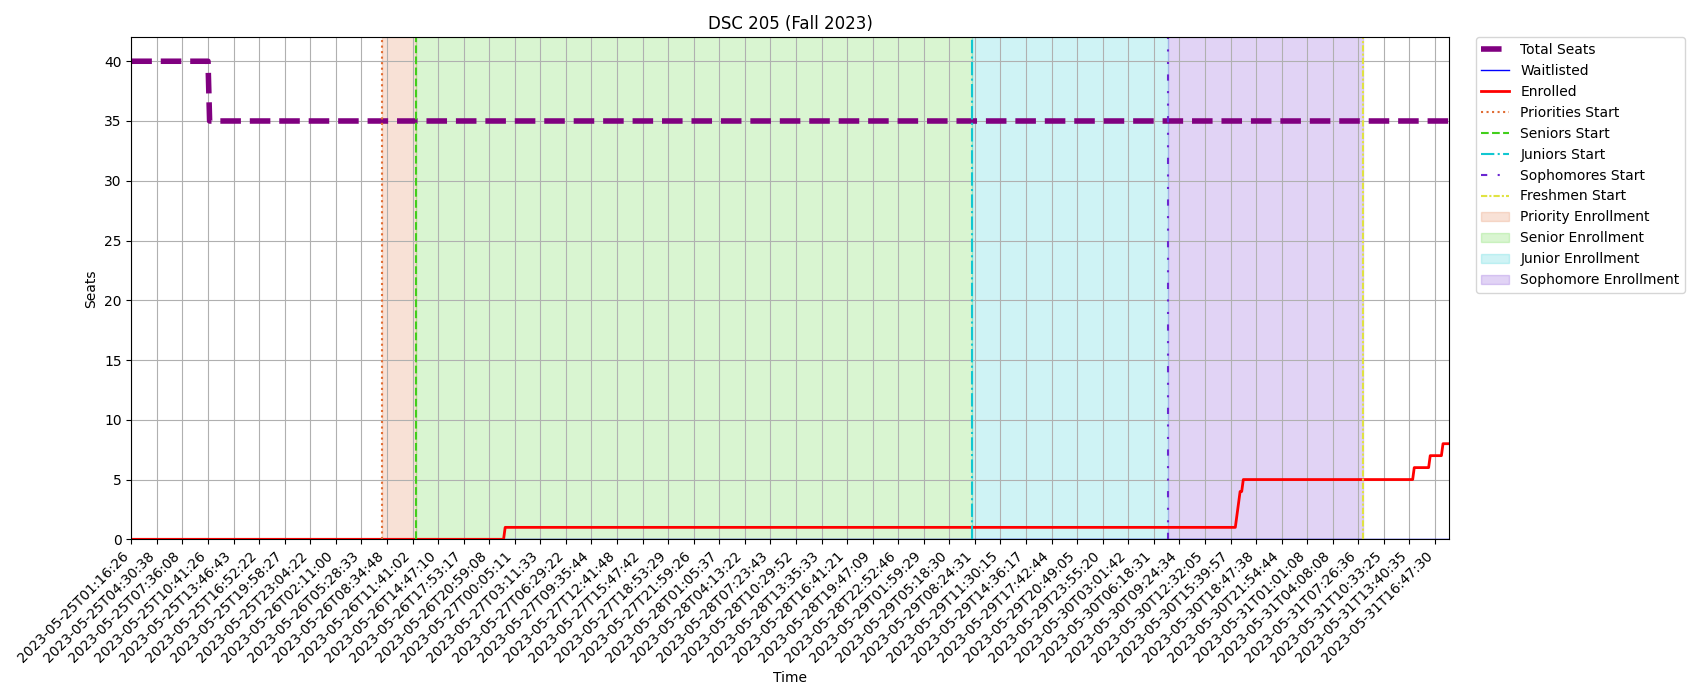 DSC 205 (Fall 2023)
Total Seats
Waitlisted
Enrolled
Priorities Start
Seniors Start
Juniors Start
Sophomores Start
Freshmen Start
Priority Enrollment
Senior Enrollment
Junior Enrollment
Sophomore Enrollment
Seats
40
35
30
25
20
15
10
5
0
2023-05-25T01:16:26
2023-05-25T04:30:38
2023-05-25T07:36:08
2023-05-25T10:41:26
2023-05-25T13:46:43
2023-05-25T16:52:22
2023-05-25T19:58:27
2023-05-25T23:04:22
2023-05-26T02:11:00
2023-05-26T05:28:33
2023-05-26T08:34:48
2023-05-26T11:41:02
2023-05-26T14:47:10
2023-05-26T17:53:17
2023-05-26T20:59:08
2023-05-27T00:05:11
2023-05-27T03:11:33
2023-05-27T06:29:22
2023-05-27T09:35:44
2023-05-27T12:41:48
2023-05-27T15:47:42
2023-05-27T18:53:29
2023-05-27T21:59:26
2023-05-28T01:05:37
2023-05-28T04:13:22
2023-05-28T07:23:43
2023-05-28T10:29:52
2023-05-28T13:35:33
2023-05-28T16:41:21
2023-05-28T19:47:09
2023-05-28T22:52:46
2023-05-29T01:59:29
2023-05-29T05:18:30
2023-05-29T08:24:31
2023-05-29T11:30:15
2023-05-29T14:36:17
2023-05-29T17:42:44
2023-05-29T20:49:05
2023-05-29T23:55:20
2023-05-30T03:01:42
2023-05-30T06:18:31
2023-05-30T09:24:34
2023-05-30T12:32:05
2023-05-30T15:39:57
2023-05-30T18:47:38
2023-05-30T21:54:44
2023-05-31T01:01:08
2023-05-31T04:08:08
2023-05-31T07:26:36
2023-05-31T10:33:25
2023-05-31T13:40:35
2023-05-31T16:47:30
Time